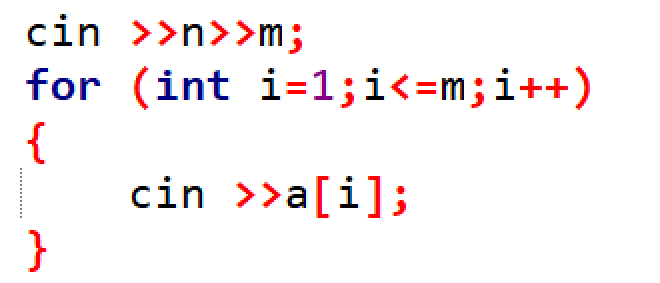 cin >>n>>m;
for (int i=1;i<=m;i++)
{
    cin >>a[i];
}